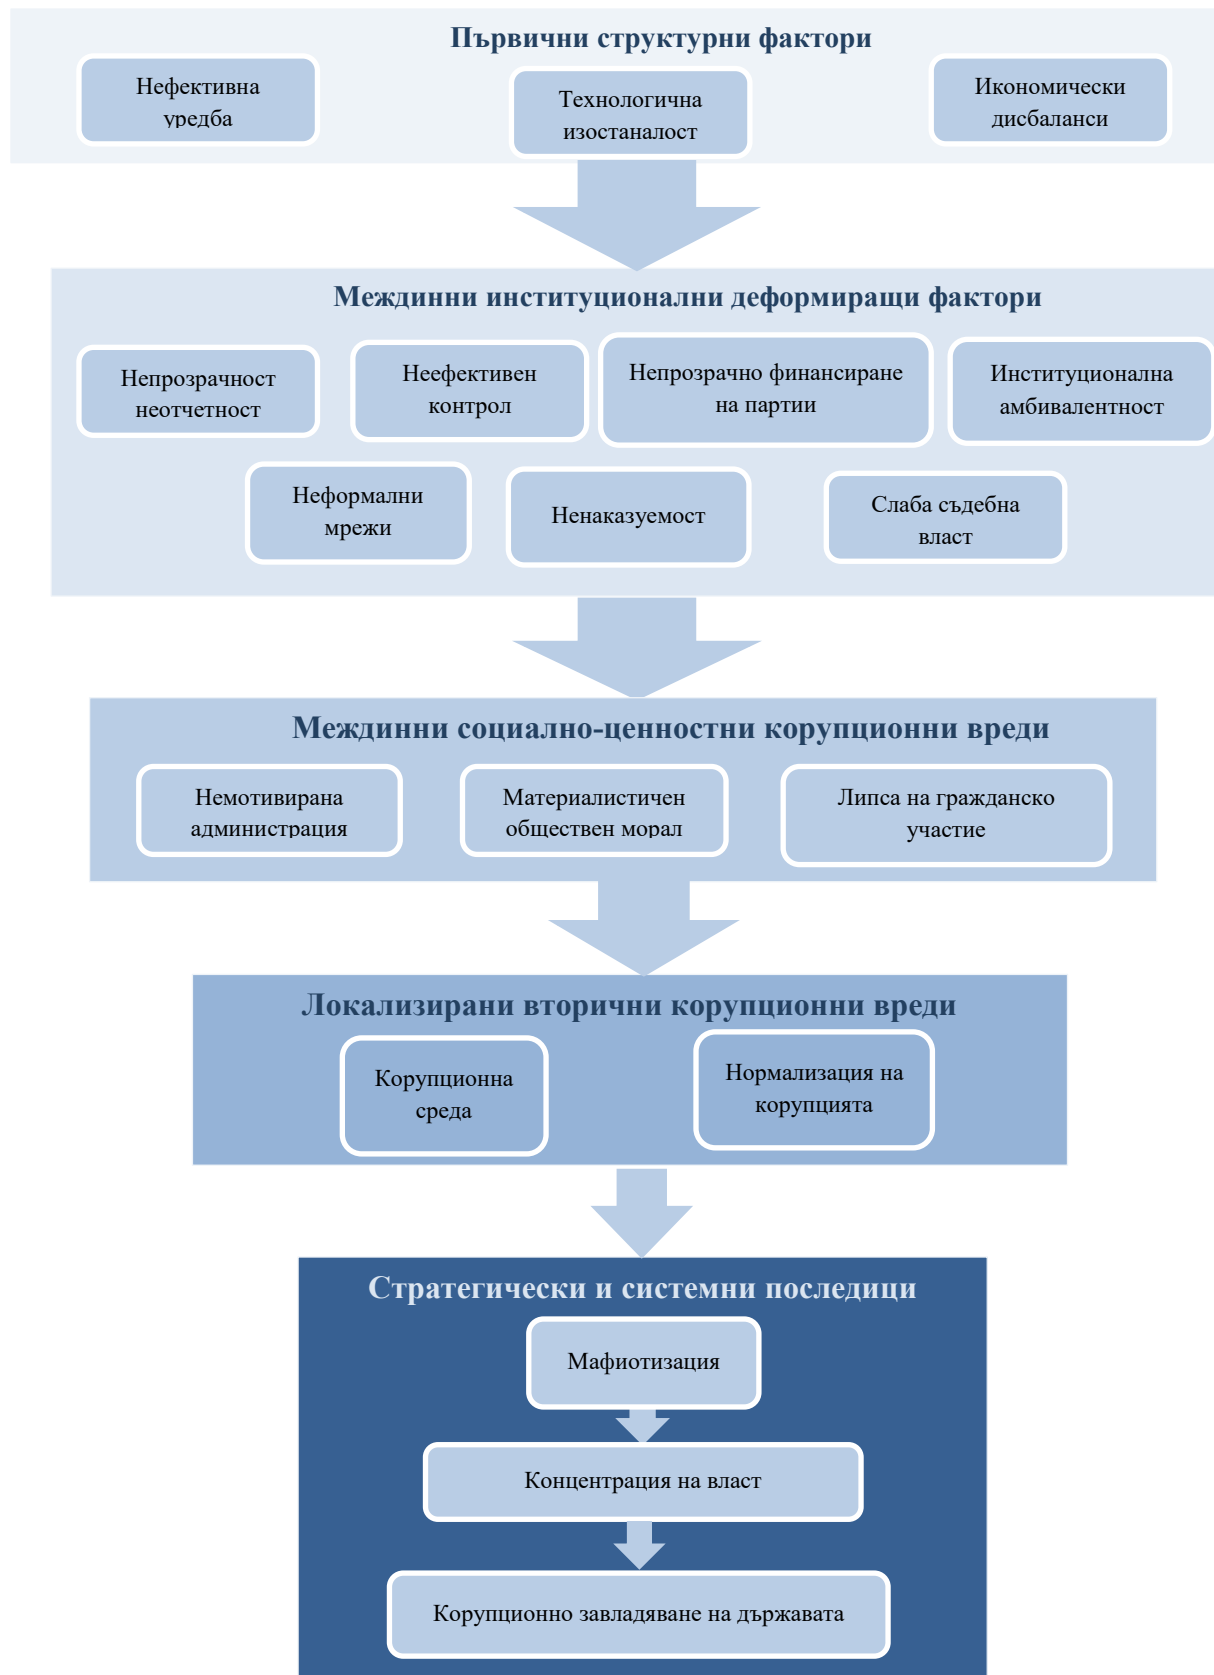 Първични структурни фактори
Нефективна
уредба
Технологична
изостаналост
Икономически
дисбаланси
Междинни институционални деформиращи фактори
Непрозрачност
неотчетност
Неефективен
контрол
Непрозрачно финансиране
на партии
Институционална
амбивалентност
Неформални
мрежи
Ненаказуемост
Слаба съдебна
власт
Междинни социално-ценностни корупционни вреди
Немотивирана
администрация
Материалистичен
обществен морал
Липса на гражданско
участие
Локализирани вторични корупционни вреди
Корупционна
среда
Нормализация на
корупцията
Стратегически и системни последици
Мафиотизация
Концентрация на власт
Корупционно завладяване на държавата